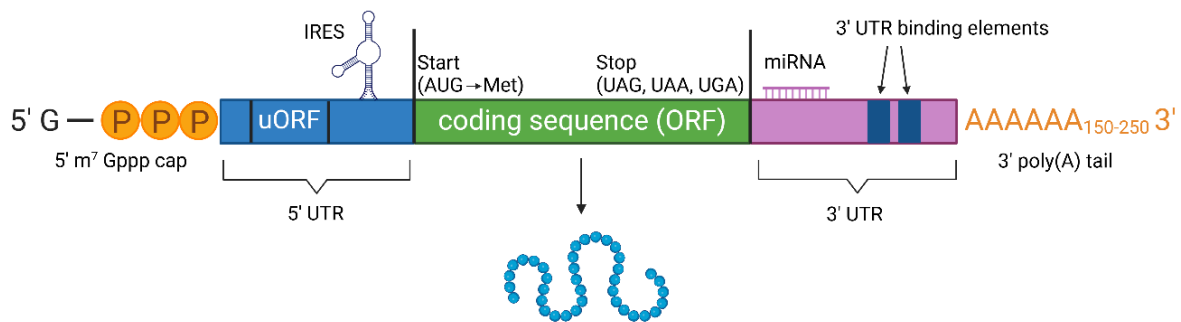 IRES
3' UTR binding elements
Start
(AUG→Met)
Stop
(UAG, UAA, UGA)
miRNA
5' G
P P P
uORF
coding sequence (ORF)
AAAAAA150-250 3'
5' m⁷ Gppp cap
3' poly(A) tail
5' UTR
3' UTR